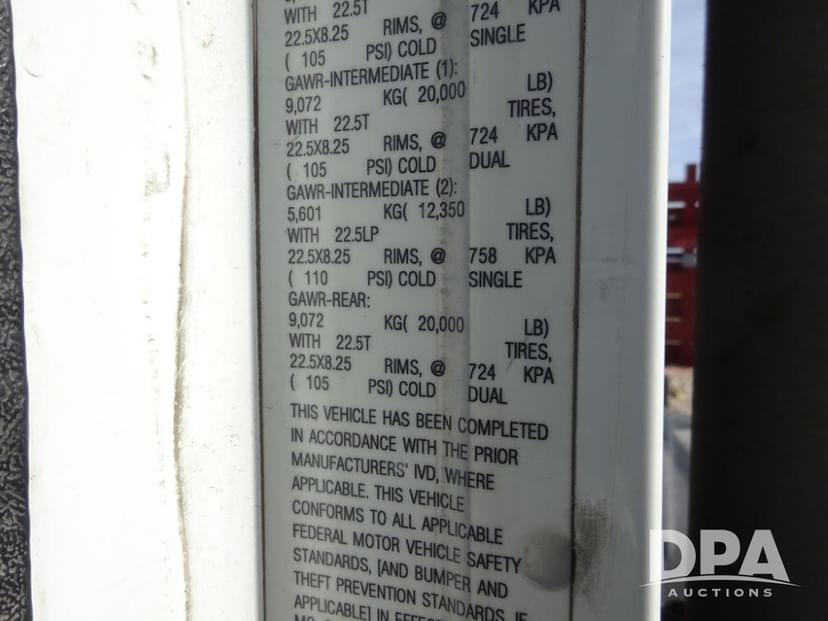 WITH 22.5T 724 KPA
22.5X8.25 RIMS, @ SINGLE
( 105 PSI) COLD
GAWR-INTERMEDIATE (1):
9,072 KG( 20,000 LB)
WITH 22.5T TIRES,
22.5X8.25 RIMS, @ 724 KPA
( 105 PSI) COLD DUAL
GAWR-INTERMEDIATE (2):
5,601 KG( 12,350 LB)
WITH 22.5LP TIRES,
22.5X8.25 RIMS, @ 758 KPA
( 110 PSI) COLD SINGLE
GAWR-REAR:
9,072 KG( 20,000 LB)
WITH 22.5T TIRES,
22.5X8.25 RIMS, @ 724 KPA
( 105 PSI) COLD DUAL
THIS VEHICLE HAS BEEN COMPLETED
IN ACCORDANCE WITH THE PRIOR
MANUFACTURERS' IVD, WHERE
APPLICABLE. THIS VEHICLE
CONFORMS TO ALL APPLICABLE
FEDERAL MOTOR VEHICLE SAFETY
STANDARDS, [AND BUMPER AND
THEFT PREVENTION STANDARDS, IF
APPLICABLE] IN
DPA
AUCTIONS